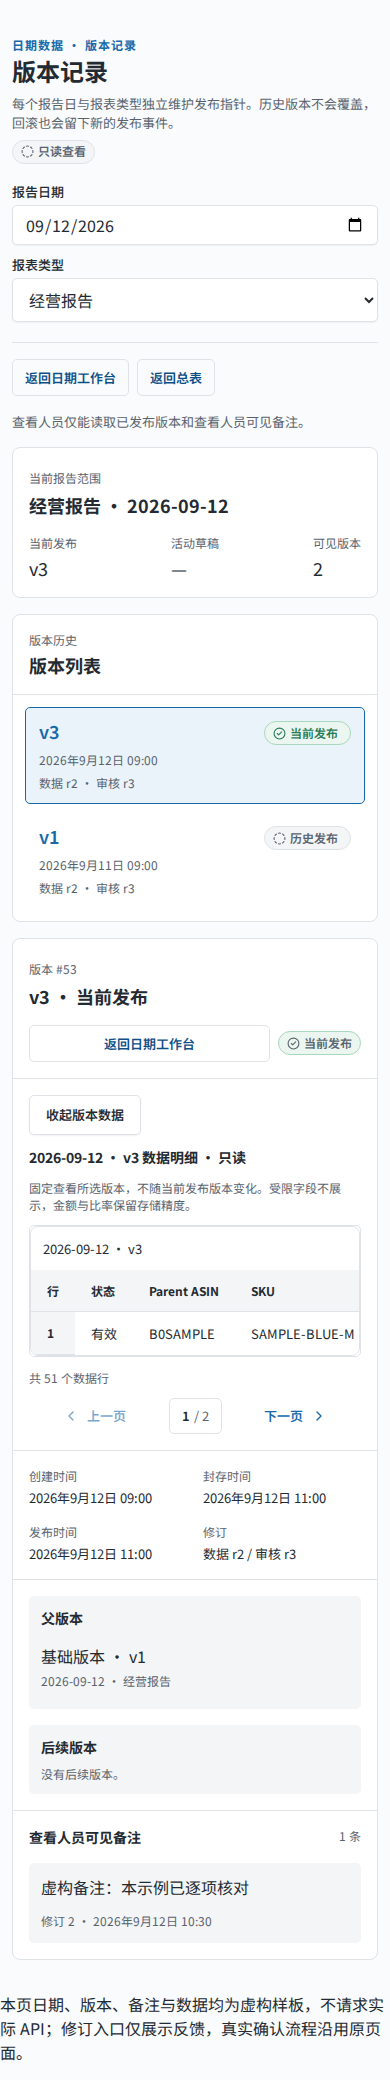 日期数据 • 版本记录
版本记录
每个报告日与报表类型独立维护发布指针。历史版本不会覆盖，
回滚也会留下新的发布事件。
只读查看
报告日期
09/12/2026
报表类型
经营报告
返回日期工作台 返回总表
查看人员仅能读取已发布版本和查看人员可见备注。
当前报告范围
经营报告 • 2026-09-12
当前发布 活动草稿 可见版本
v3 — 2
版本历史
版本列表
v3 当前发布
2026年9月12日 09:00
数据 r2 • 审核 r3
v1 历史发布
2026年9月11日 09:00
数据 r2 • 审核 r3
版本 #53
v3 • 当前发布
返回日期工作台 当前发布
收起版本数据
2026-09-12 • v3 数据明细 • 只读
固定查看所选版本，不随当前发布版本变化。受限字段不展
示，金额与比率保留存储精度。
2026-09-12 • v3
行 状态 Parent ASIN SKU
1 有效 B0SAMPLE SAMPLE-BLUE-M
共 51 个数据行
上一页 1 / 2 下一页
创建时间 封存时间
2026年9月12日 09:00 2026年9月12日 11:00
发布时间 修订
2026年9月12日 11:00 数据 r2 / 审核 r3
父版本
基础版本 • v1
2026-09-12 • 经营报告
后续版本
没有后续版本。
查看人员可见备注 1 条
虚构备注：本示例已逐项核对
修订 2 • 2026年9月12日 10:30
本页日期、版本、备注与数据均为虚构样板，不请求实
际 API；修订入口仅展示反馈，真实确认流程沿用原页
面。